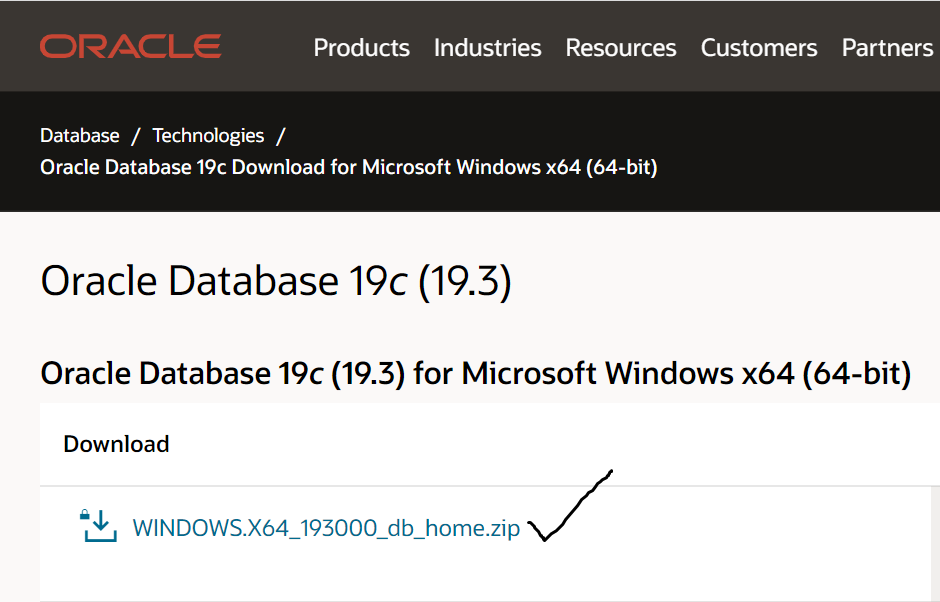 ORACLE Products Industries Resources Customers Partners
Database / Technologies /
Oracle Database 19c Download for Microsoft Windows x64 (64-bit)
Oracle Database 19c (19.3)
Oracle Database 19c (19.3) for Microsoft Windows x64 (64-bit)
Download
WINDOWS.X64_193000_db_home.zip